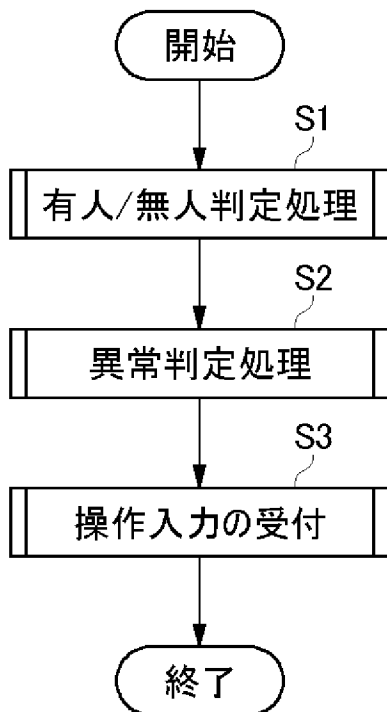 開始
S1
有人/無人判定処理
S2
異常判定処理
S3
操作入力の受付
終了